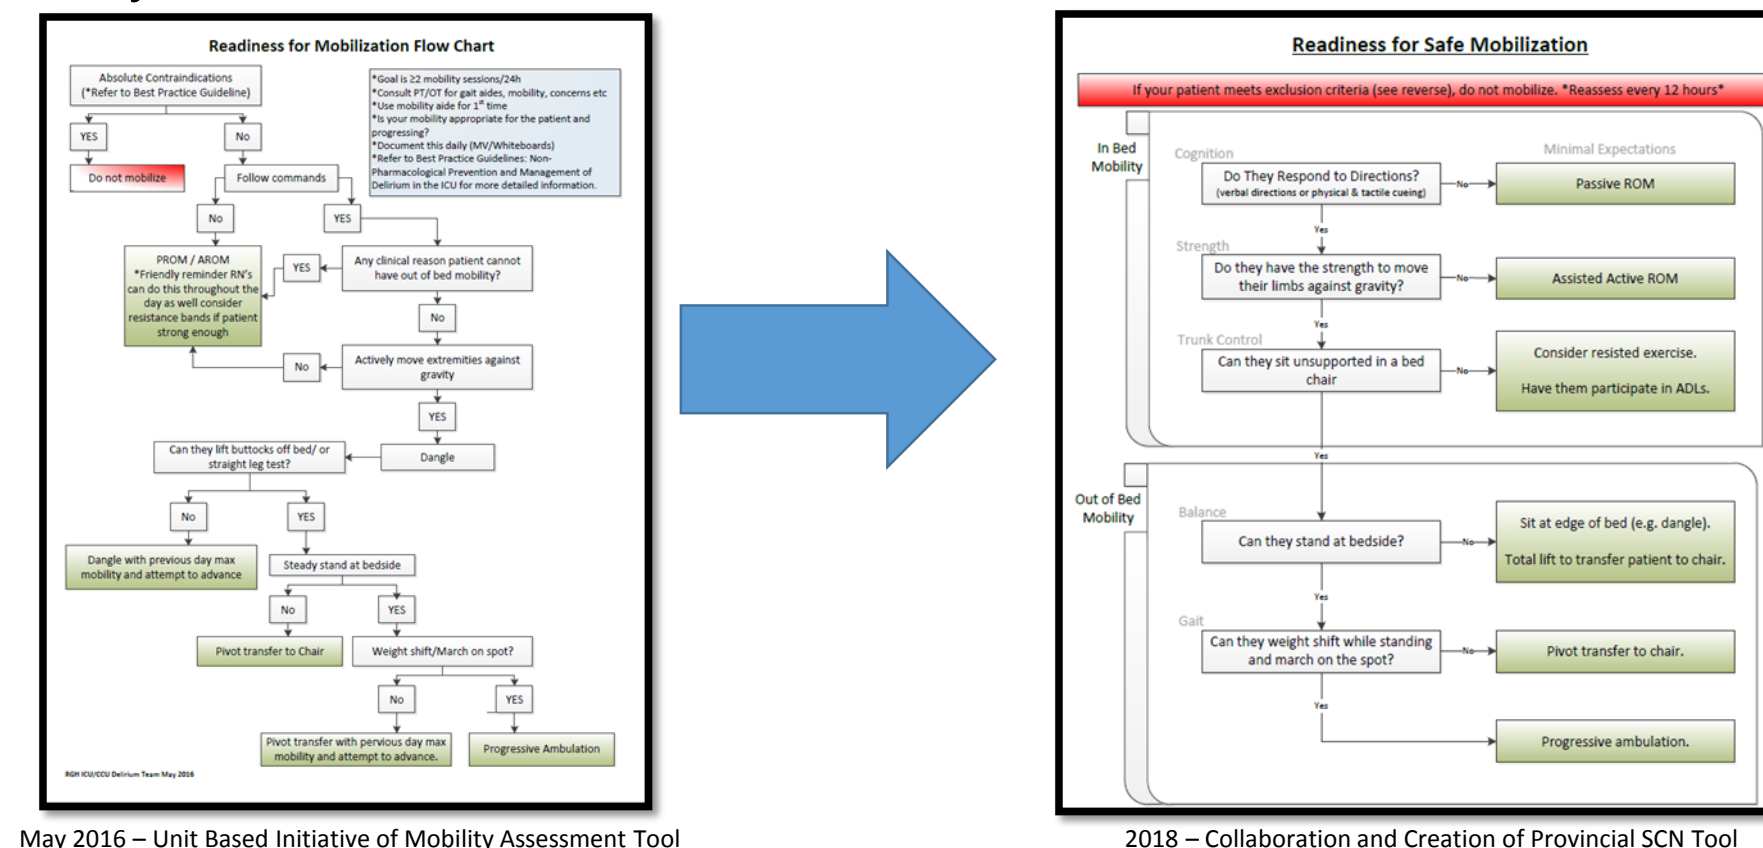 Readiness for Mobilization Flow Chart
Absolute Contraindications
(*Refer to Best Practice Guideline)
*Goal is ≥2 mobility sessions/24h
*Consult PT/OT for gait aides, mobility, concerns etc
*Use mobility aide for 1st time
*Is your mobility appropriate for the patient and
progressing?
*Document this daily (MV/Whiteboards)
*Refer to Best Practice Guidelines: Non-
Pharmacological Prevention and Management of
Delirium in the ICU for more detailed information.
YES
No
Do not mobilize
Follow commands
No
YES
PROM / AROM
*Friendly reminder RN's
can do this throughout the
day as well consider
resistance bands if patient
strong enough
YES
Any clinical reason patient cannot
have out of bed mobility?
No
No
Actively move extremities against
gravity
YES
Can they lift buttocks off bed/ or
straight leg test?
Dangle
No
YES
Dangle with previous day max
mobility and attempt to advance
Steady stand at bedside
No
YES
Pivot transfer to Chair
Weight shift/March on spot?
No
YES
Pivot transfer with pervious day max
mobility and attempt to advance.
Progressive Ambulation
RGH ICU/CCU Delirium Team May 2016
May 2016 – Unit Based Initiative of Mobility Assessment Tool
Readiness for Safe Mobilization
If your patient meets exclusion criteria (see reverse), do not mobilize. *Reassess every 12 hours*
In Bed
Mobility
Cognition
Minimal Expectations
Do They Respond to Directions?
(verbal directions or physical & tactile cueing)
No
Passive ROM
Yes
Strength
Do they have the strength to move
their limbs against gravity?
No
Assisted Active ROM
Yes
Trunk Control
Can they sit unsupported in a bed
chair
No
Consider resisted exercise.
Have them participate in ADLs.
Yes
Out of Bed
Mobility
Balance
Can they stand at bedside?
No
Sit at edge of bed (e.g. dangle).
Total lift to transfer patient to chair.
Yes
Gait
Can they weight shift while standing
and march on the spot?
No
Pivot transfer to chair.
Yes
Progressive ambulation.
2018 – Collaboration and Creation of Provincial SCN Tool